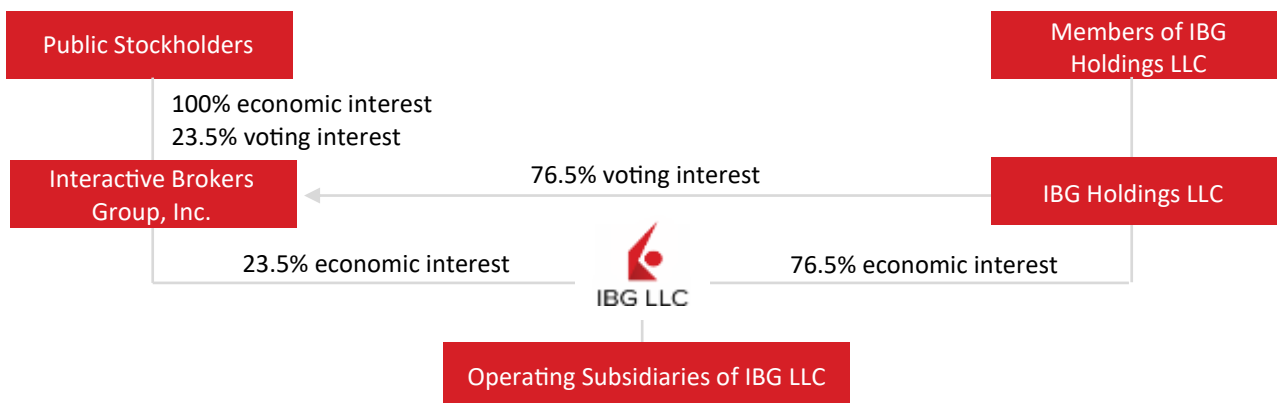 Public Stockholders
Members of IBG
Holdings LLC
100% economic interest
23.5% voting interest
Interactive Brokers
Group, Inc.
76.5% voting interest
IBG Holdings LLC
23.5% economic interest
76.5% economic interest
IBG LLC
Operating Subsidiaries of IBG LLC